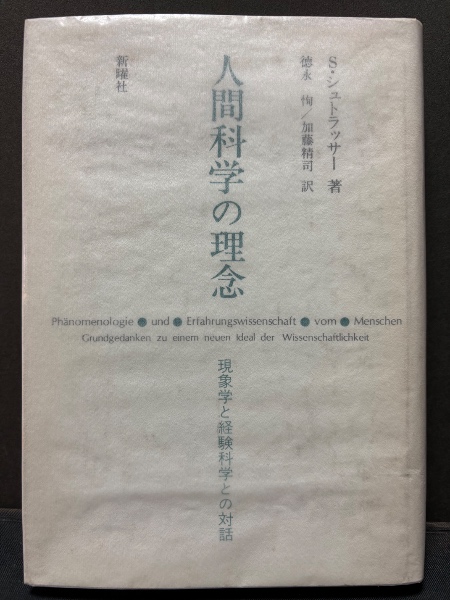 S・シュトラッサー 著
徳永 恂／加藤精司 訳
人間科学の理念
新曜社
Phänomenologie ● und ● Erfahrungswissenschaft ● vom ● Menschen
Grundgedanken zu einem neuen Ideal der Wissenschaftlichkeit
現象学と経験科学との対話